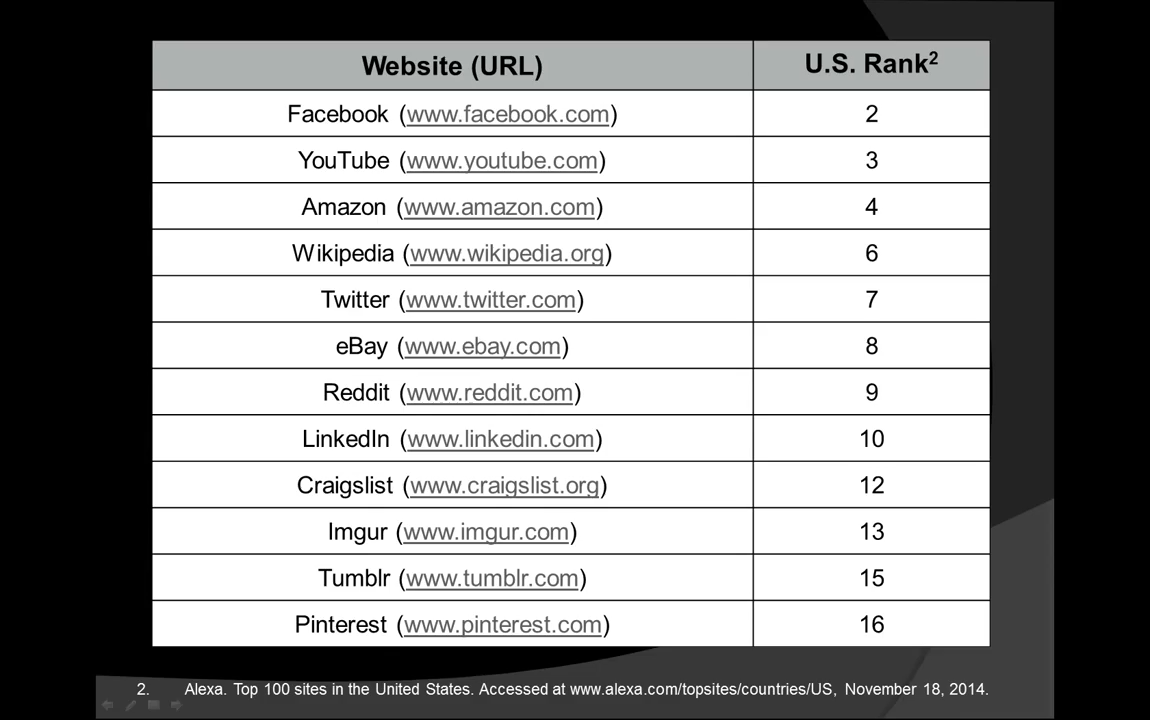 Website (URL) U.S. Rank2
Facebook (www.facebook.com) 2
YouTube (www.youtube.com) 3
Amazon (www.amazon.com) 4
Wikipedia (www.wikipedia.org) 6
Twitter (www.twitter.com) 7
eBay (www.ebay.com) 8
Reddit (www.reddit.com) 9
LinkedIn (www.linkedin.com) 10
Craigslist (www.craigslist.org) 12
Imgur (www.imgur.com) 13
Tumblr (www.tumblr.com) 15
Pinterest (www.pinterest.com) 16
2. Alexa. Top 100 sites in the United States. Accessed at www.alexa.com/topsites/countries/US, November 18, 2014.